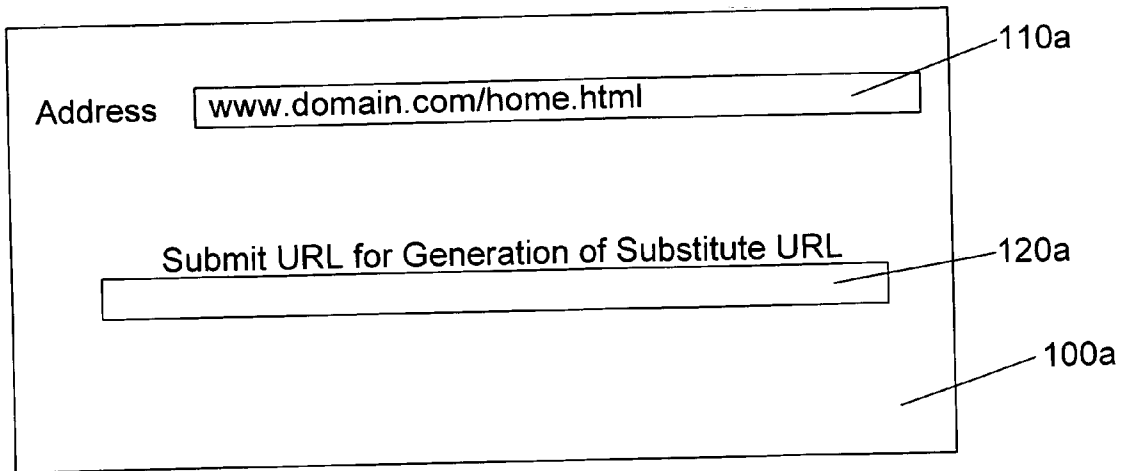 110a
Address www.domain.com/home.html
Submit URL for Generation of Substitute URL
120a
100a